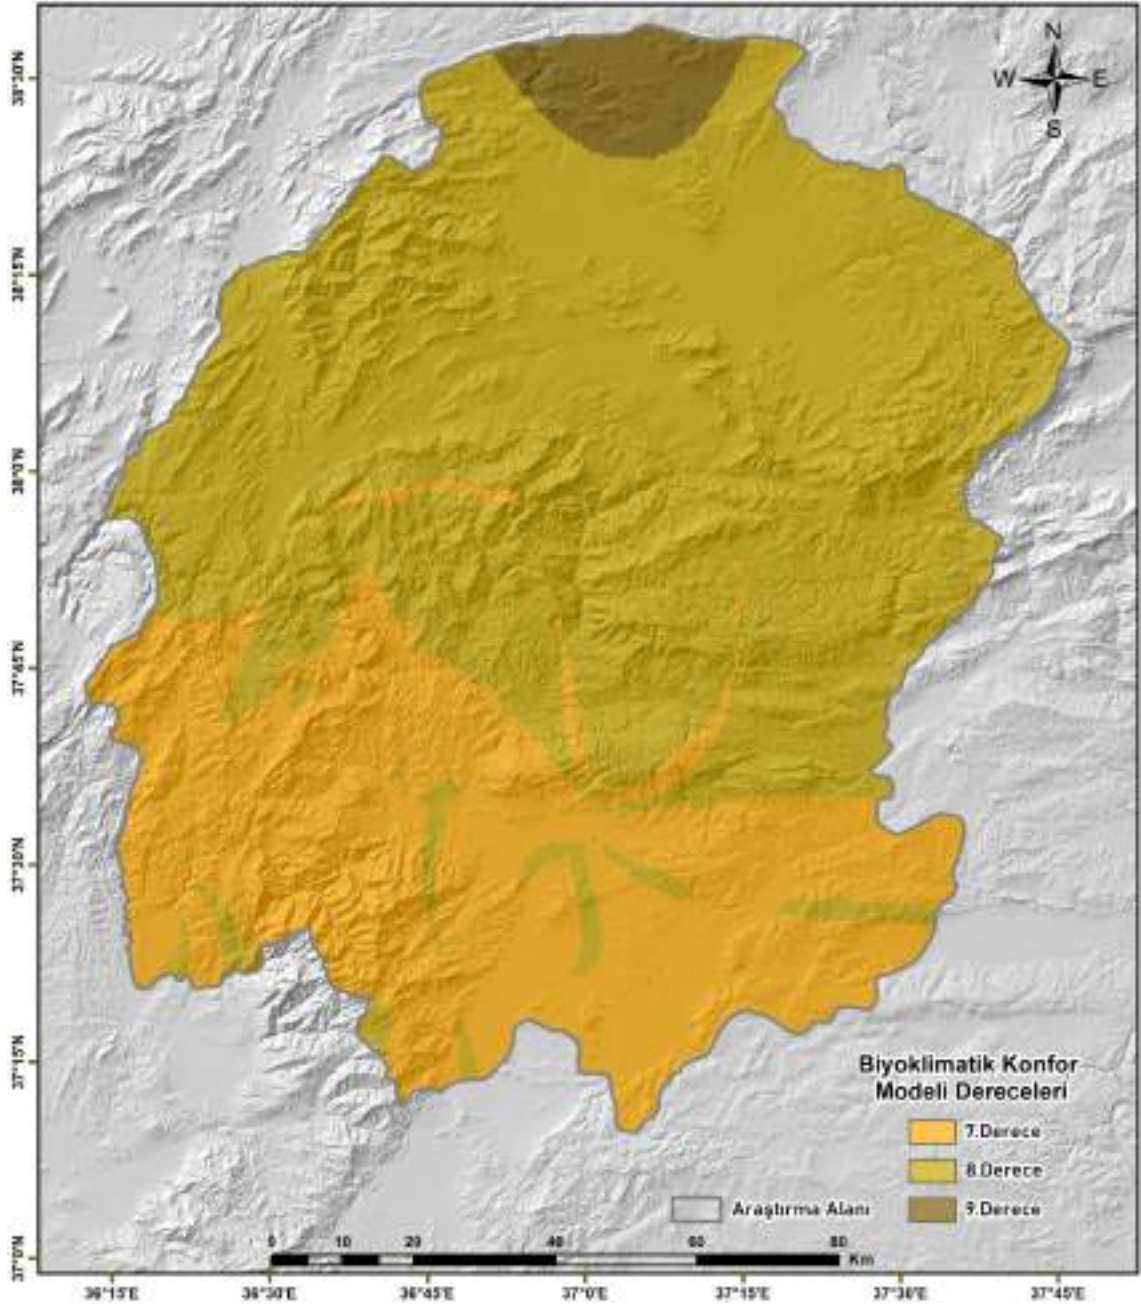 N
W E
S
38°30'N
38°15'N
38°0'N
37°45'N
37°30'N
37°15'N
37°0'N
Biyoklimatik Konfor
Modeli Dereceleri
7.Derece
8.Derece
9.Derece
Araştırma Alanı
0 10 20 40 60 80
Km
36°15'E 36°30'E 36°45'E 37°0'E 37°15'E 37°30'E 37°45'E